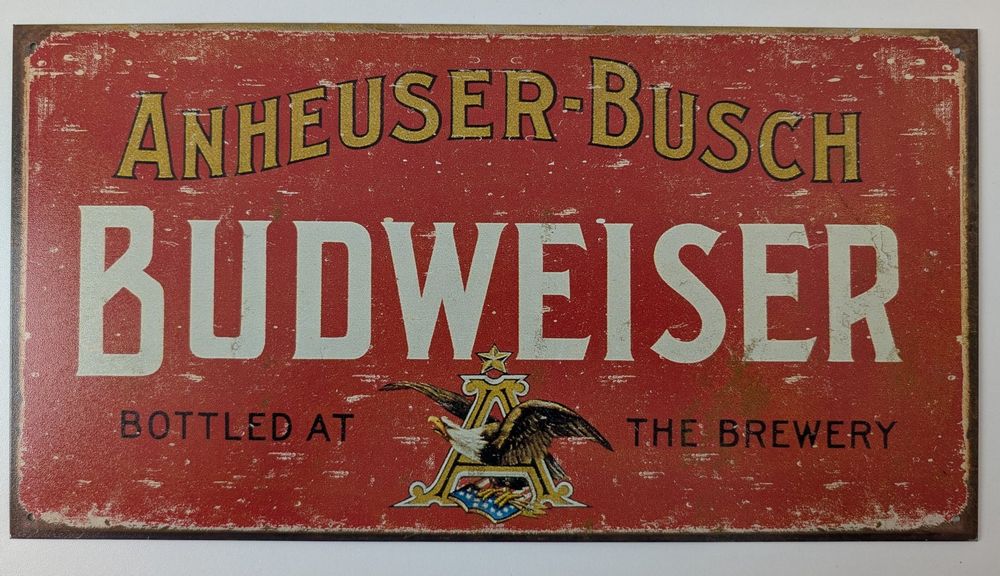 ANHEUSER-BUSCH
BUDWEISER
BOTTLED AT THE BREWERY
A